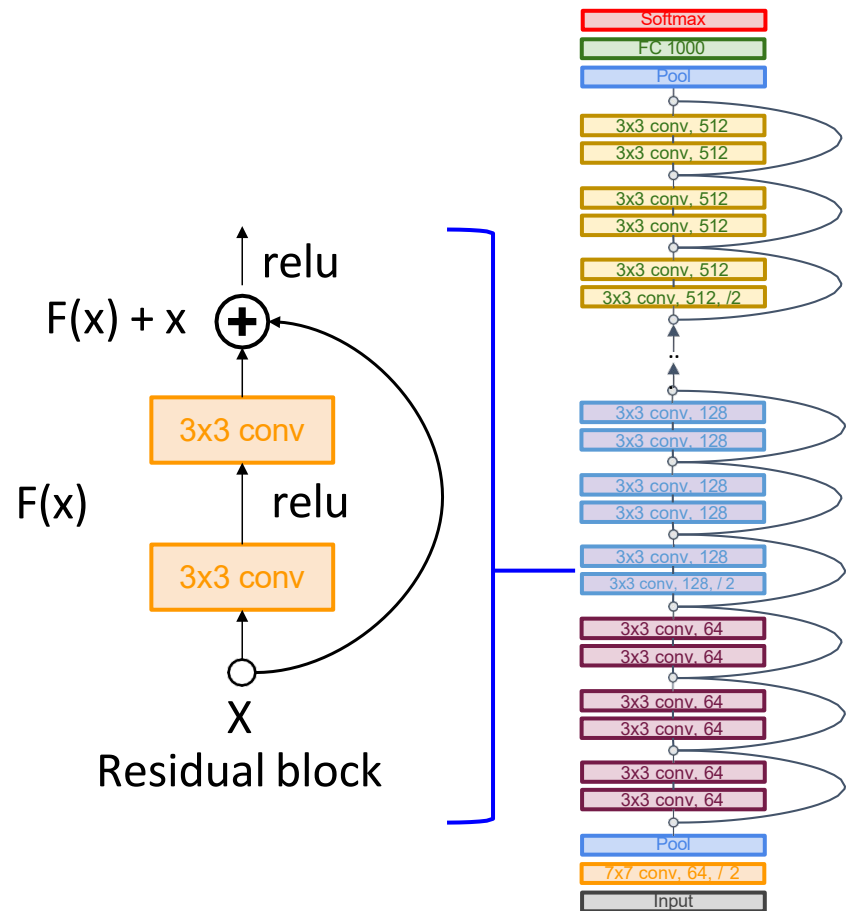 relu
F(x) + x
+
3x3 conv
F(x)
relu
3x3 conv
X
Residual block
Softmax
FC 1000
Pool
3x3 conv, 512
3x3 conv, 512
3x3 conv, 512
3x3 conv, 512
3x3 conv, 512
3x3 conv, 512, /2
..
3x3 conv, 128
3x3 conv, 128
3x3 conv, 128
3x3 conv, 128
3x3 conv, 128
3x3 conv, 128, / 2
3x3 conv, 64
3x3 conv, 64
3x3 conv, 64
3x3 conv, 64
3x3 conv, 64
3x3 conv, 64
Pool
7x7 conv, 64, / 2
Input